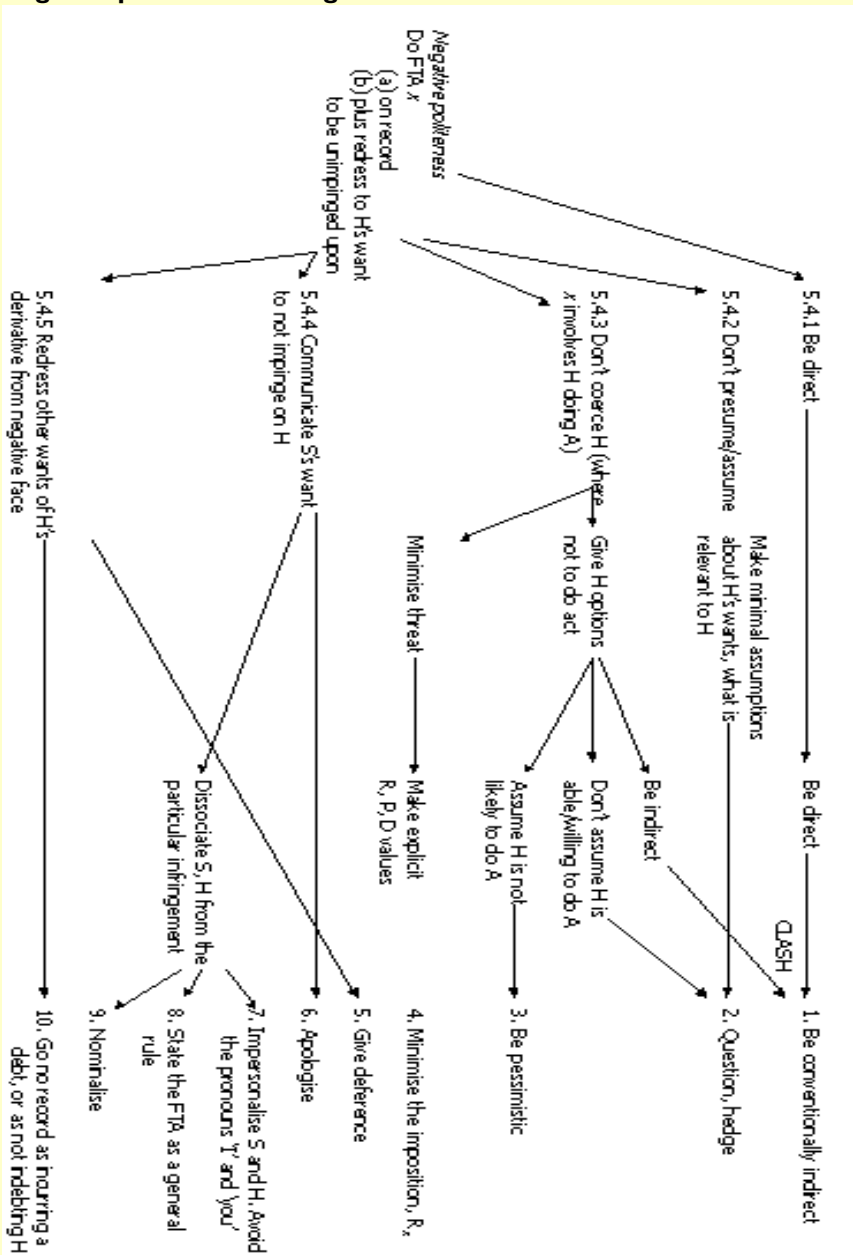 Negative politeness
Do FTA x
(a) on record
(b) plus redress to H's want
to be unimpinged upon
5.4.1 Be direct
Be direct
CLASH
1. Be conventionally indirect
5.4.2 Don't presume/assume
Make minimal assumptions
about H's wants, what is
relevant to H
2. Question, hedge
5.4.3 Don't coerce H (where
x involves H doing A)
Give H options
not to do act
Be indirect
Don't assume H is
able/willing to do A
Assume H is not
likely to do A
3. Be pessimistic
Minimise threat
Make explicit
R, P, D values
4. Minimise the imposition, Rx
5. Give deference
5.4.4 Communicate S's want
to not impinge on H
6. Apologise
Dissociate S, H from the
particular infringement
7. Impersonalise S and H. Avoid
the pronouns 'I' and 'you'
8. State the FTA as a general
rule
9. Nominalise
5.4.5 Redress other wants of H's
derivative from negative face
10. Go no record as incurring a
debt, or as not indebting H